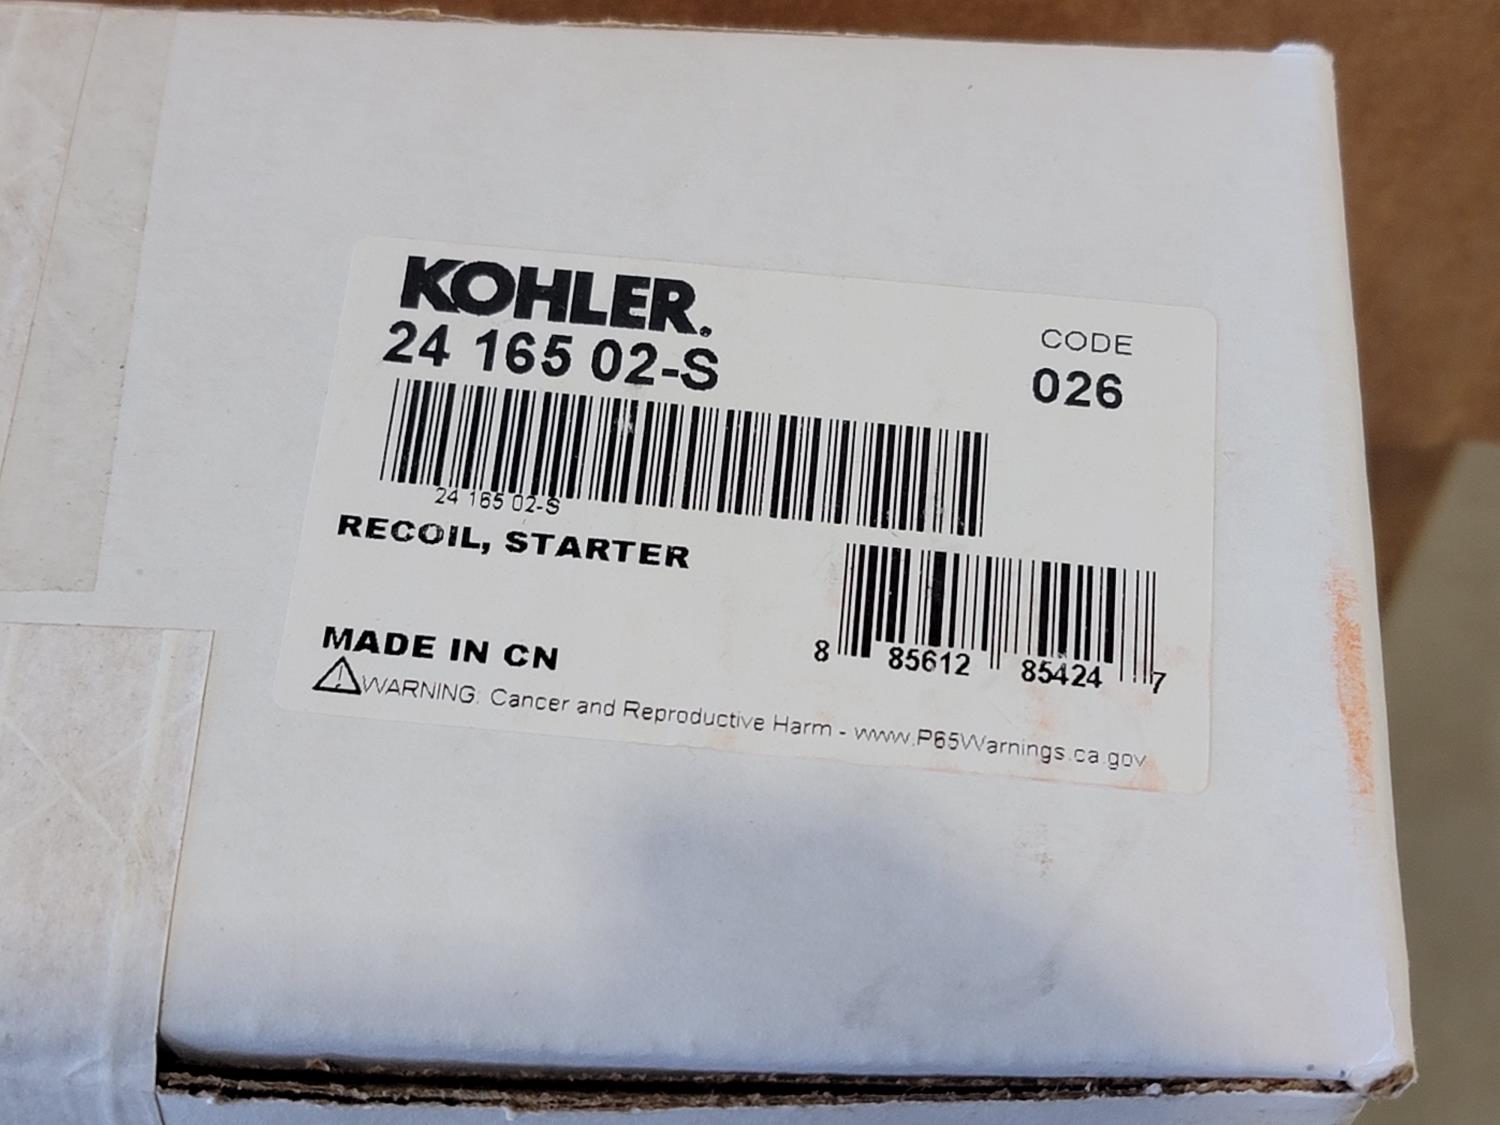 KOHLER.
24 165 02-S
CODE
026
24 165 02-S
RECOIL, STARTER
8 85612 85424 7
MADE IN CN
WARNING: Cancer and Reproductive Harm - www.P65Warnings.ca.gov